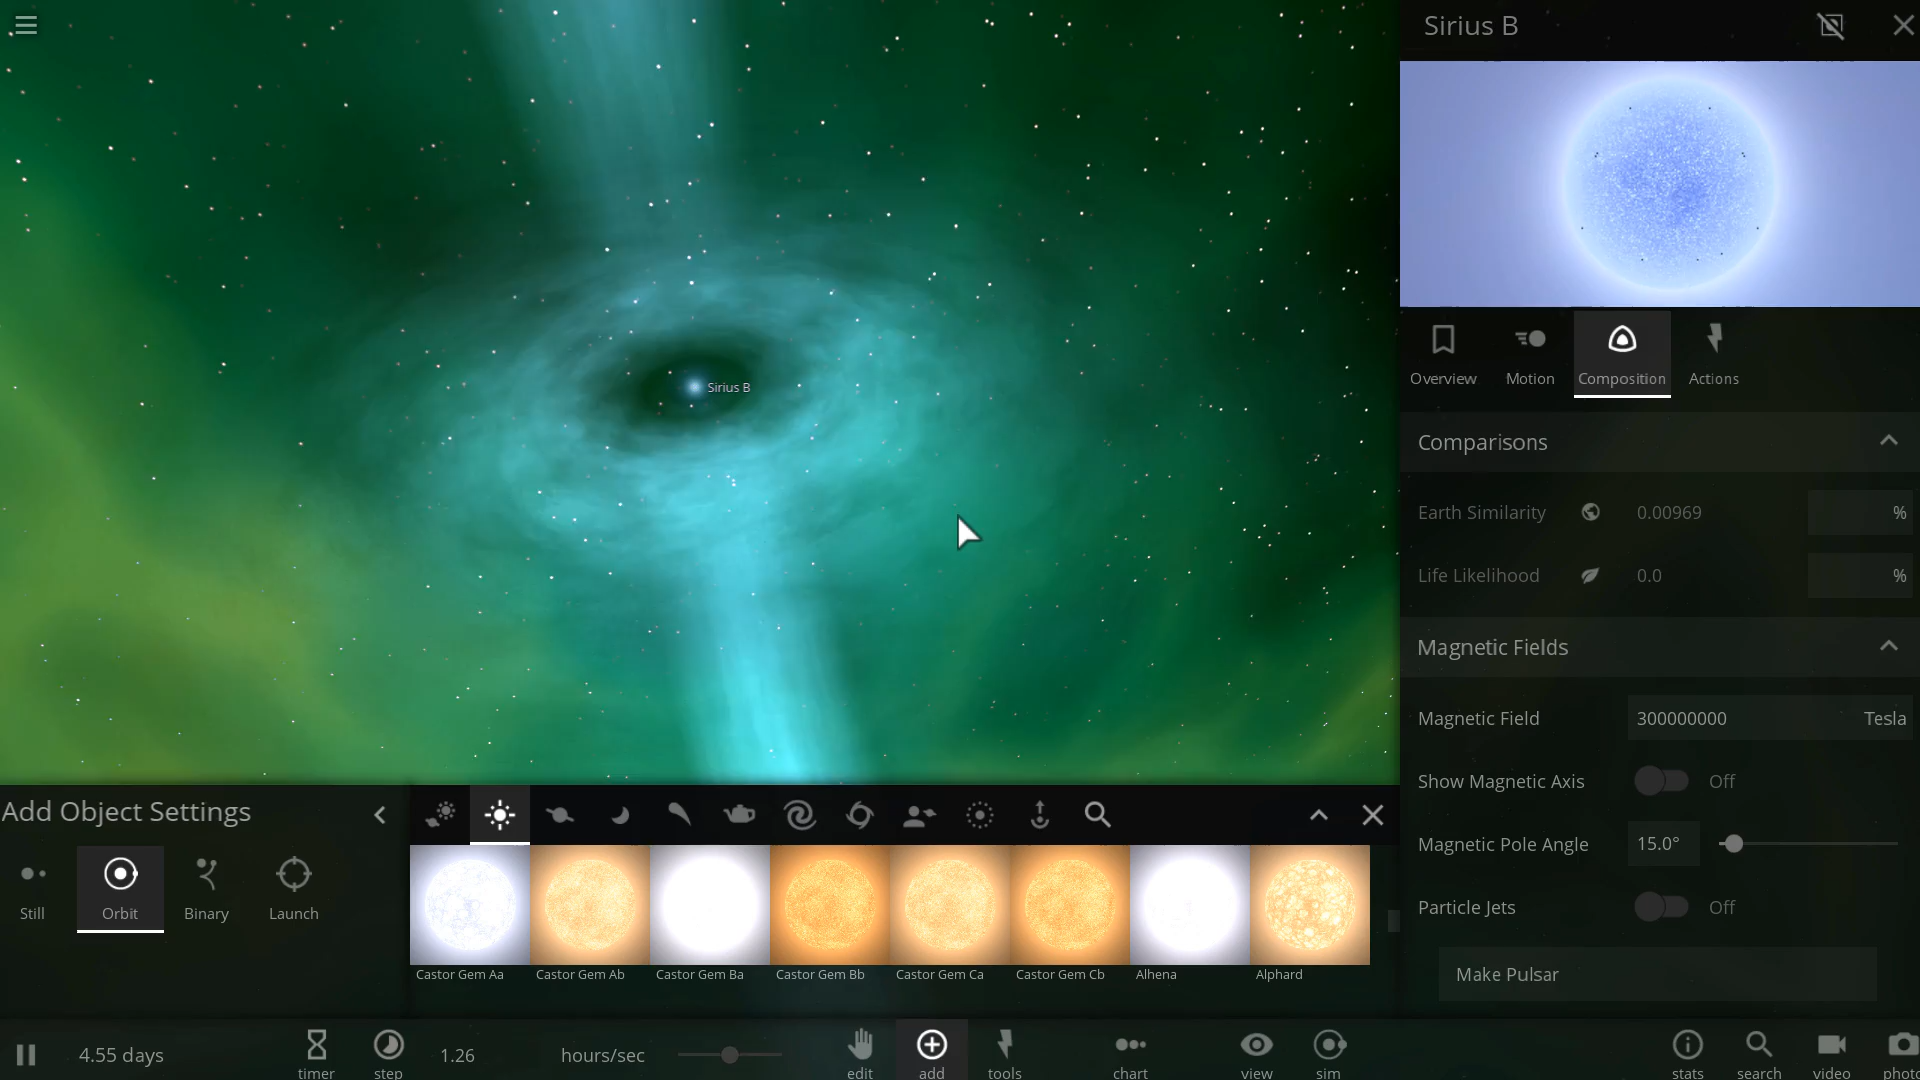 Sirius B
Sirius B
Overview Motion Composition Actions
Comparisons
Earth Similarity 0.00969 %
Life Likelihood 0.0 %
Magnetic Fields
Magnetic Field 300000000 Tesla
Show Magnetic Axis Off
Magnetic Pole Angle 15.0°
Particle Jets Off
Make Pulsar
Add Object Settings
Still Orbit Binary Launch
Castor Gem Aa Castor Gem Ab Castor Gem Ba Castor Gem Bb Castor Gem Ca Castor Gem Cb Alhena Alphard
4.55 days timer step 1.26 hours/sec edit add tools chart view sim stats search video photo